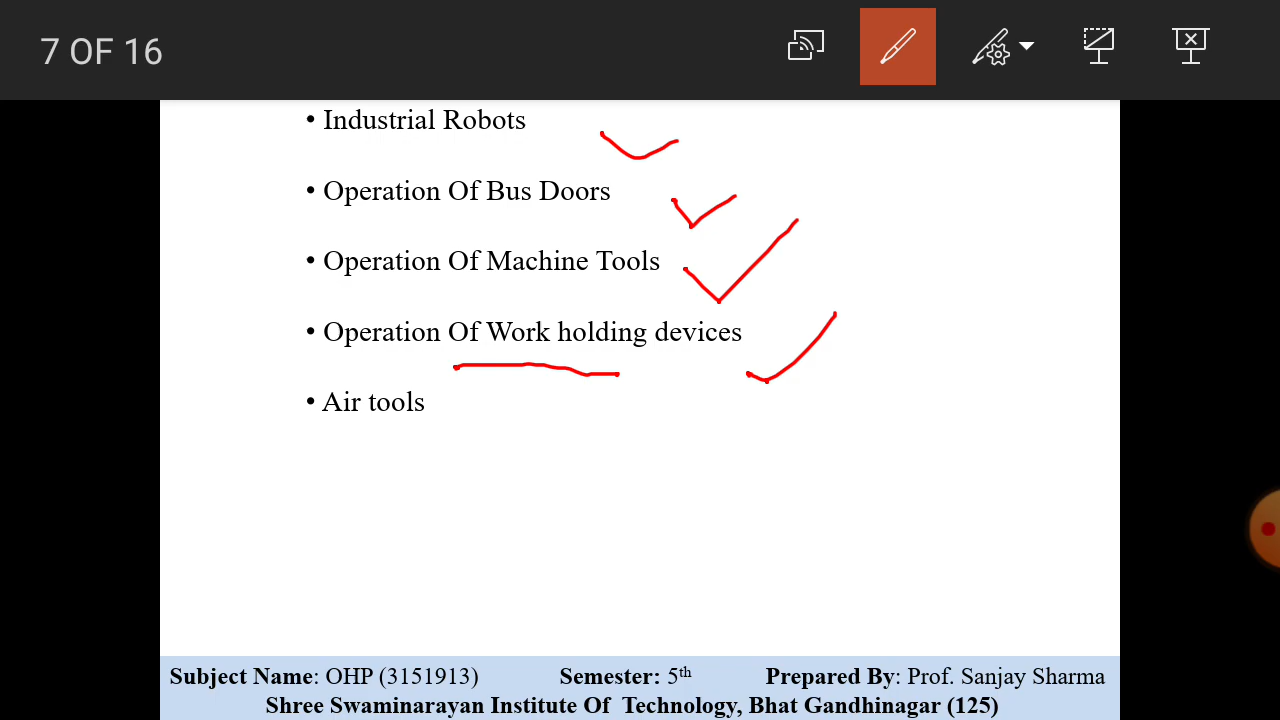 7 OF 16
• Industrial Robots
• Operation Of Bus Doors
• Operation Of Machine Tools
• Operation Of Work holding devices
• Air tools
Subject Name: OHP (3151913) Semester: 5th Prepared By: Prof. Sanjay Sharma
Shree Swaminarayan Institute Of Technology, Bhat Gandhinagar (125)